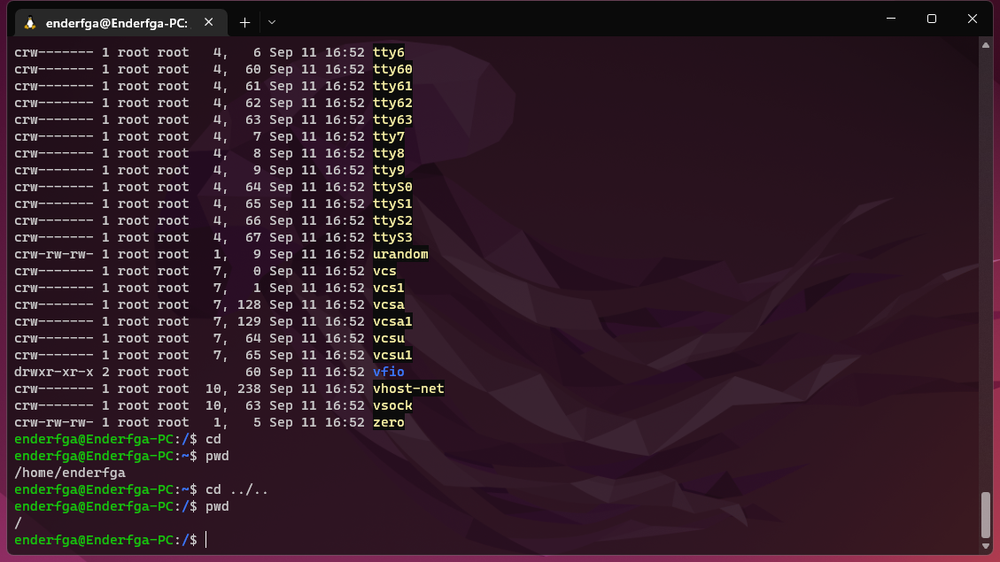 enderfga@Enderfga-PC:
crw------- 1 root root   4,   6 Sep 11 16:52 tty6
crw------- 1 root root   4,  60 Sep 11 16:52 tty60
crw------- 1 root root   4,  61 Sep 11 16:52 tty61
crw------- 1 root root   4,  62 Sep 11 16:52 tty62
crw------- 1 root root   4,  63 Sep 11 16:52 tty63
crw------- 1 root root   4,   7 Sep 11 16:52 tty7
crw------- 1 root root   4,   8 Sep 11 16:52 tty8
crw------- 1 root root   4,   9 Sep 11 16:52 tty9
crw------- 1 root root   4,  64 Sep 11 16:52 ttyS0
crw------- 1 root root   4,  65 Sep 11 16:52 ttyS1
crw------- 1 root root   4,  66 Sep 11 16:52 ttyS2
crw------- 1 root root   4,  67 Sep 11 16:52 ttyS3
crw-rw-rw- 1 root root   1,   9 Sep 11 16:52 urandom
crw------- 1 root root   7,   0 Sep 11 16:52 vcs
crw------- 1 root root   7,   1 Sep 11 16:52 vcs1
crw------- 1 root root   7, 128 Sep 11 16:52 vcsa
crw------- 1 root root   7, 129 Sep 11 16:52 vcsa1
crw------- 1 root root   7,  64 Sep 11 16:52 vcsu
crw------- 1 root root   7,  65 Sep 11 16:52 vcsu1
drwxr-xr-x 2 root root       60 Sep 11 16:52 vfio
crw------- 1 root root  10, 238 Sep 11 16:52 vhost-net
crw------- 1 root root  10,  63 Sep 11 16:52 vsock
crw-rw-rw- 1 root root   1,   5 Sep 11 16:52 zero
enderfga@Enderfga-PC:/$ cd
enderfga@Enderfga-PC:~$ pwd
/home/enderfga
enderfga@Enderfga-PC:~$ cd ../..
enderfga@Enderfga-PC:/$ pwd
/
enderfga@Enderfga-PC:/$